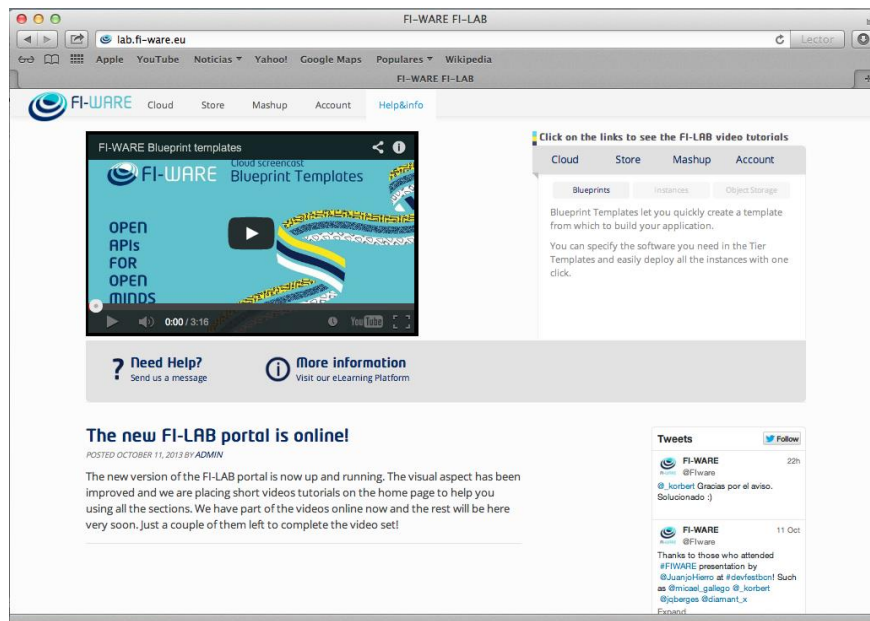 FI-WARE FI-LAB
lab.fi-ware.eu
Lector
Apple YouTube Noticias Yahoo! Google Maps Populares Wikipedia
FI-WARE FI-LAB
FI-WARE Cloud Store Mashup Account Help&info
FI-WARE Blueprint templates
Cloud screencast
FI-WARE Blueprint Templates
OPEN
APIs
FOR
OPEN
MINDS
0:00 / 3:16
YouTube
Click on the links to see the FI-LAB video tutorials
Cloud Store Mashup Account
Blueprints Instances Object Storage
Blueprint Templates let you quickly create a template
from which to build your application.
You can specify the software you need in the Tier
Templates and easily deploy all the instances with one
click.
? Need Help?
Send us a message
i More information
Visit our eLearning Platform
The new FI-LAB portal is online!
POSTED OCTOBER 11, 2013 BY ADMIN
The new version of the FI-LAB portal is now up and running. The visual aspect has been
improved and we are placing short videos tutorials on the home page to help you
using all the sections. We have part of the videos online now and the rest will be here
very soon. Just a couple of them left to complete the video set!
Tweets Follow
FI-WARE 22h
@FIware
@_korbert Gracias por el aviso.
Solucionado :)
FI-WARE 11 Oct
@FIware
Thanks to those who attended
#FIWARE presentation by
@JuanjoHierro at #devfestbcn! Such
as @micael_gallego @_korbert
@jqberges @diamant_x
Expand